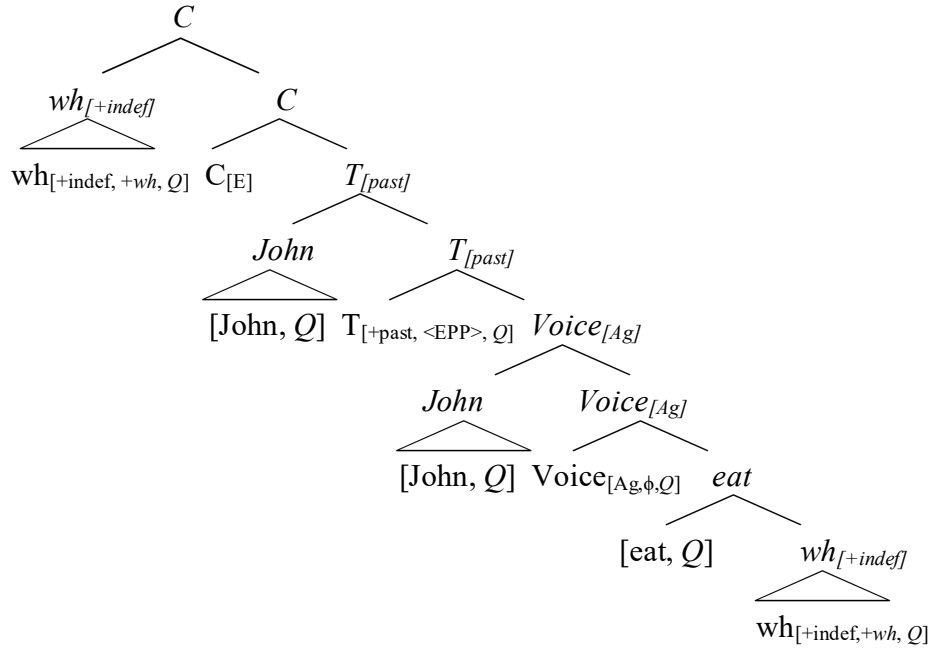 C
wh[+indef] C
wh[+indef, +wh, Q] C[E] T[past]
John T[past]
[John, Q] T[+past, <EPP>, Q] Voice[Ag]
John Voice[Ag]
[John, Q] Voice[Ag,ϕ,Q] eat
[eat, Q] wh[+indef]
wh[+indef,+wh, Q]